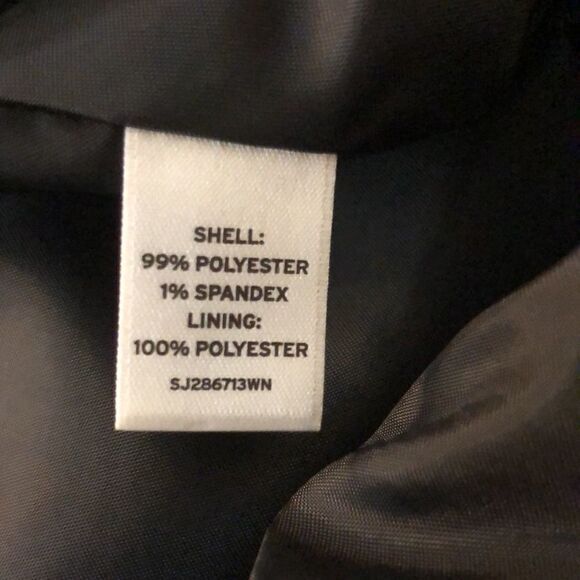 SHELL:
99% POLYESTER
1% SPANDEX
LINING:
100% POLYESTER
SJ286713WN